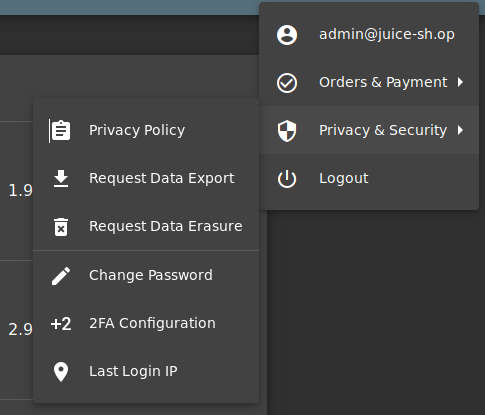 admin@juice-sh.op
Orders & Payment
Privacy & Security
Logout
Privacy Policy
Request Data Export
Request Data Erasure
Change Password
+2 2FA Configuration
Last Login IP
1.9
2.9